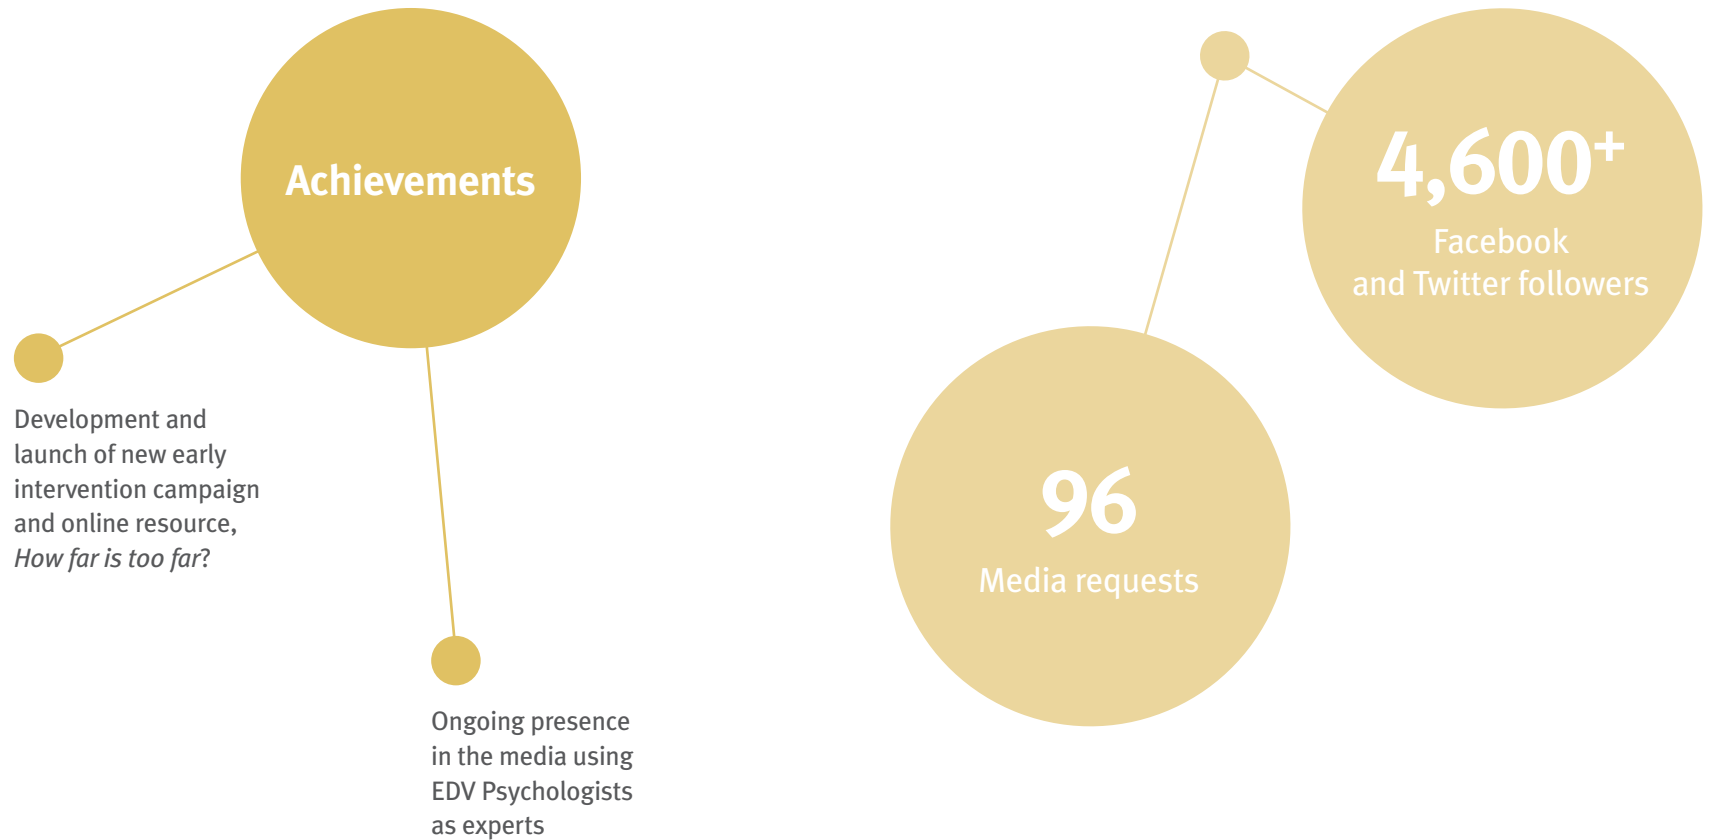 Achievements
Development and
launch of new early
intervention campaign
and online resource,
How far is too far?
Ongoing presence
in the media using
EDV Psychologists
as experts
4,600+
Facebook
and Twitter followers
96
Media requests